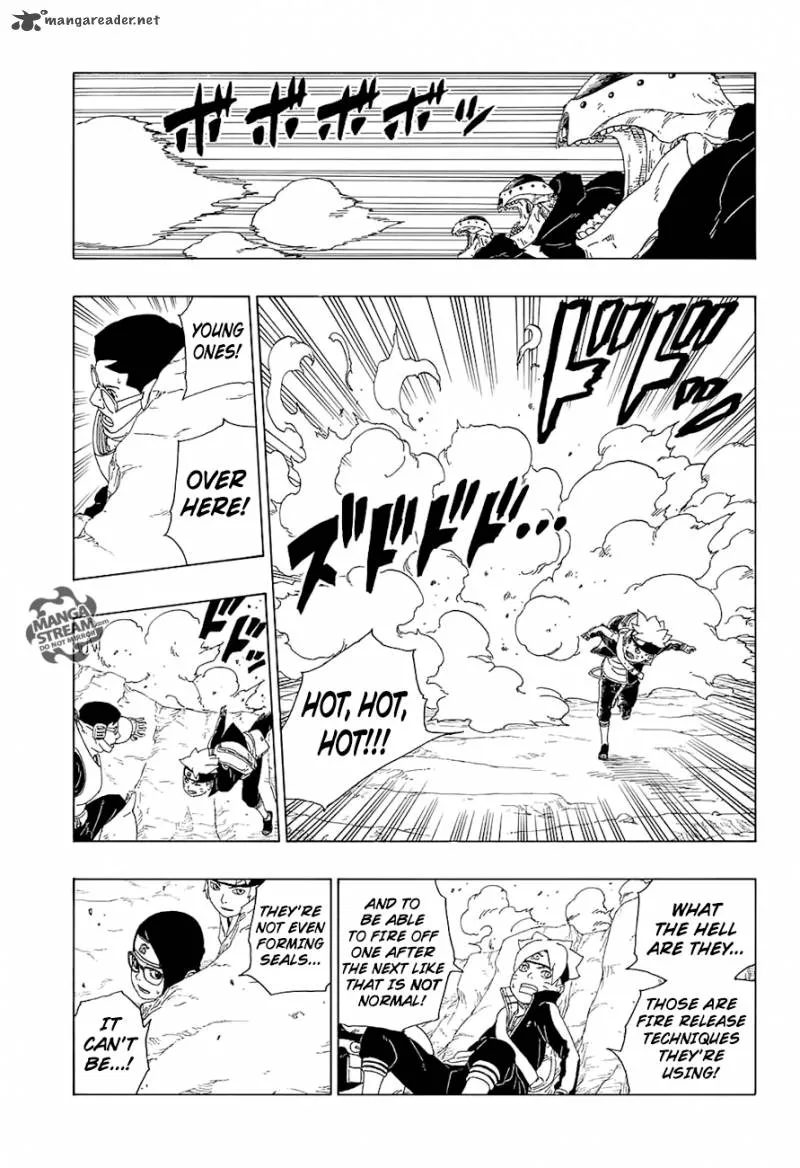 mangareader.net
ボボボボッ
YOUNG
ONES!
OVER
HERE!
ドドッ
ズドドド...
HOT, HOT,
HOT!!!
MANGA
STREAM.com
DO NOT MIRROR
ドドッ
WHAT
THE HELL
ARE THEY...
THOSE ARE
FIRE RELEASE
TECHNIQUES
THEY'RE
USING!
AND TO
BE ABLE
TO FIRE OFF
ONE AFTER
THE NEXT LIKE
THAT IS NOT
NORMAL!
THEY'RE
NOT EVEN
FORMING
SEALS...
IT
CAN'T
BE...!